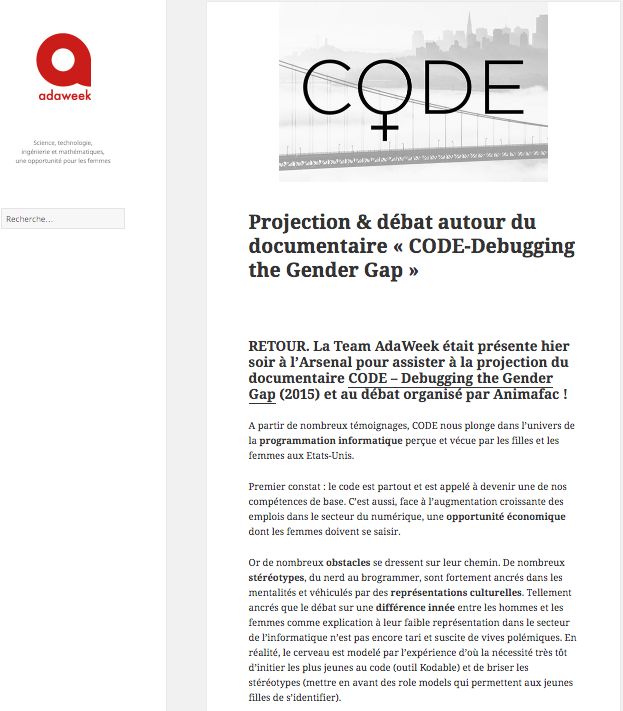 adaweek
Science, technologie,
ingénierie et mathématiques,
une opportunité pour les femmes
Recherche…
CODE
Projection & débat autour du
documentaire « CODE-Debugging
the Gender Gap »
RETOUR. La Team AdaWeek était présente hier
soir à l’Arsenal pour assister à la projection du
documentaire CODE – Debugging the Gender
Gap (2015) et au débat organisé par Animafac !
A partir de nombreux témoignages, CODE nous plonge dans l’univers de
la programmation informatique perçue et vécue par les filles et les
femmes aux Etats-Unis.
Premier constat : le code est partout et est appelé à devenir une de nos
compétences de base. C’est aussi, face à l’augmentation croissante des
emplois dans le secteur du numérique, une opportunité économique
dont les femmes doivent se saisir.
Or de nombreux obstacles se dressent sur leur chemin. De nombreux
stéréotypes, du nerd au brogrammer, sont fortement ancrés dans les
mentalités et véhiculés par des représentations culturelles. Tellement
ancrés que le débat sur une différence innée entre les hommes et les
femmes comme explication à leur faible représentation dans le secteur
de l’informatique n’est pas encore tari et suscite de vives polémiques. En
réalité, le cerveau est modelé par l’expérience d’où la nécessité très tôt
d’initier les plus jeunes au code (outil Kodable) et de briser les
stéréotypes (mettre en avant des role models qui permettent aux jeunes
filles de s’identifier).